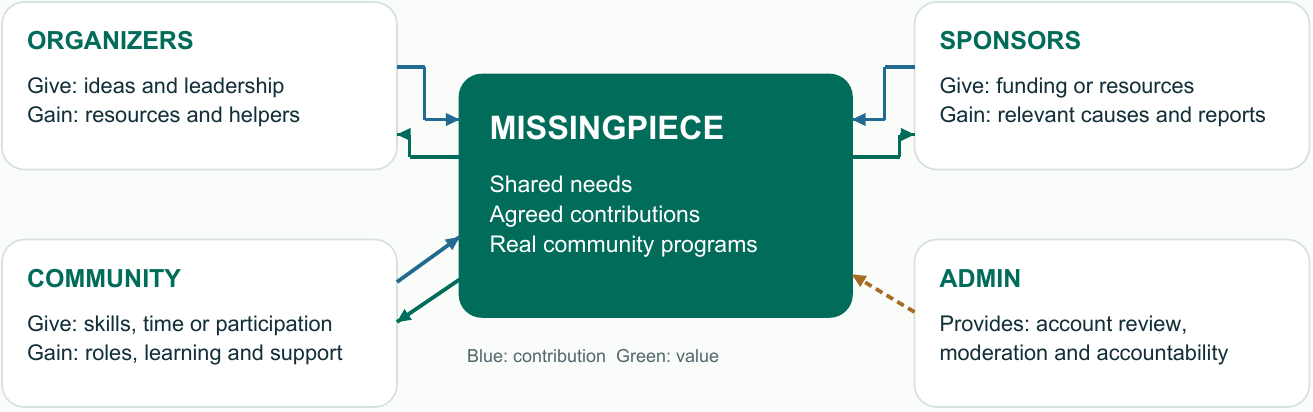 ORGANIZERS
Give: ideas and leadership
Gain: resources and helpers
SPONSORS
Give: funding or resources
Gain: relevant causes and reports
MISSINGPIECE
Shared needs
Agreed contributions
Real community programs
COMMUNITY
Give: skills, time or participation
Gain: roles, learning and support
ADMIN
Provides: account review,
moderation and accountability
Blue: contribution  Green: value